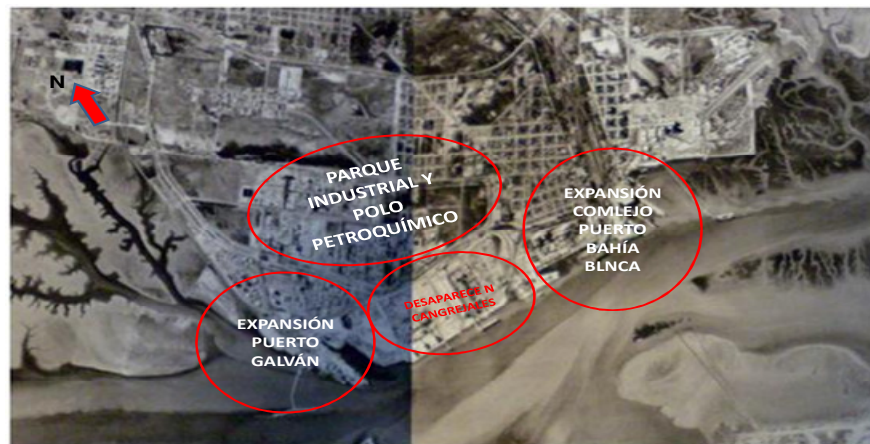 N
PARQUE
INDUSTRIAL Y
POLO
PETROQUÍMICO
EXPANSIÓN
COMLEJO
PUERTO
BAHÍA
BLNCA
DESAPARECE N
CANGREJALES
EXPANSIÓN
PUERTO
GALVÁN